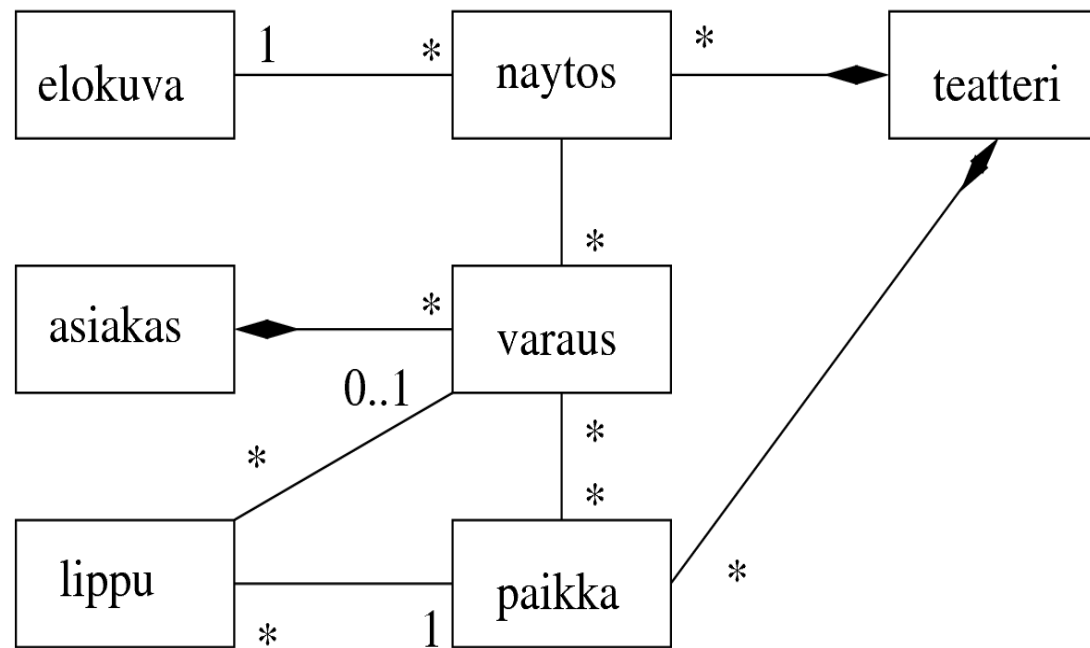 elokuva
1
*
naytos
*
teatteri
*
asiakas
*
varaus
0..1
*
*
*
lippu
*
1
paikka
*